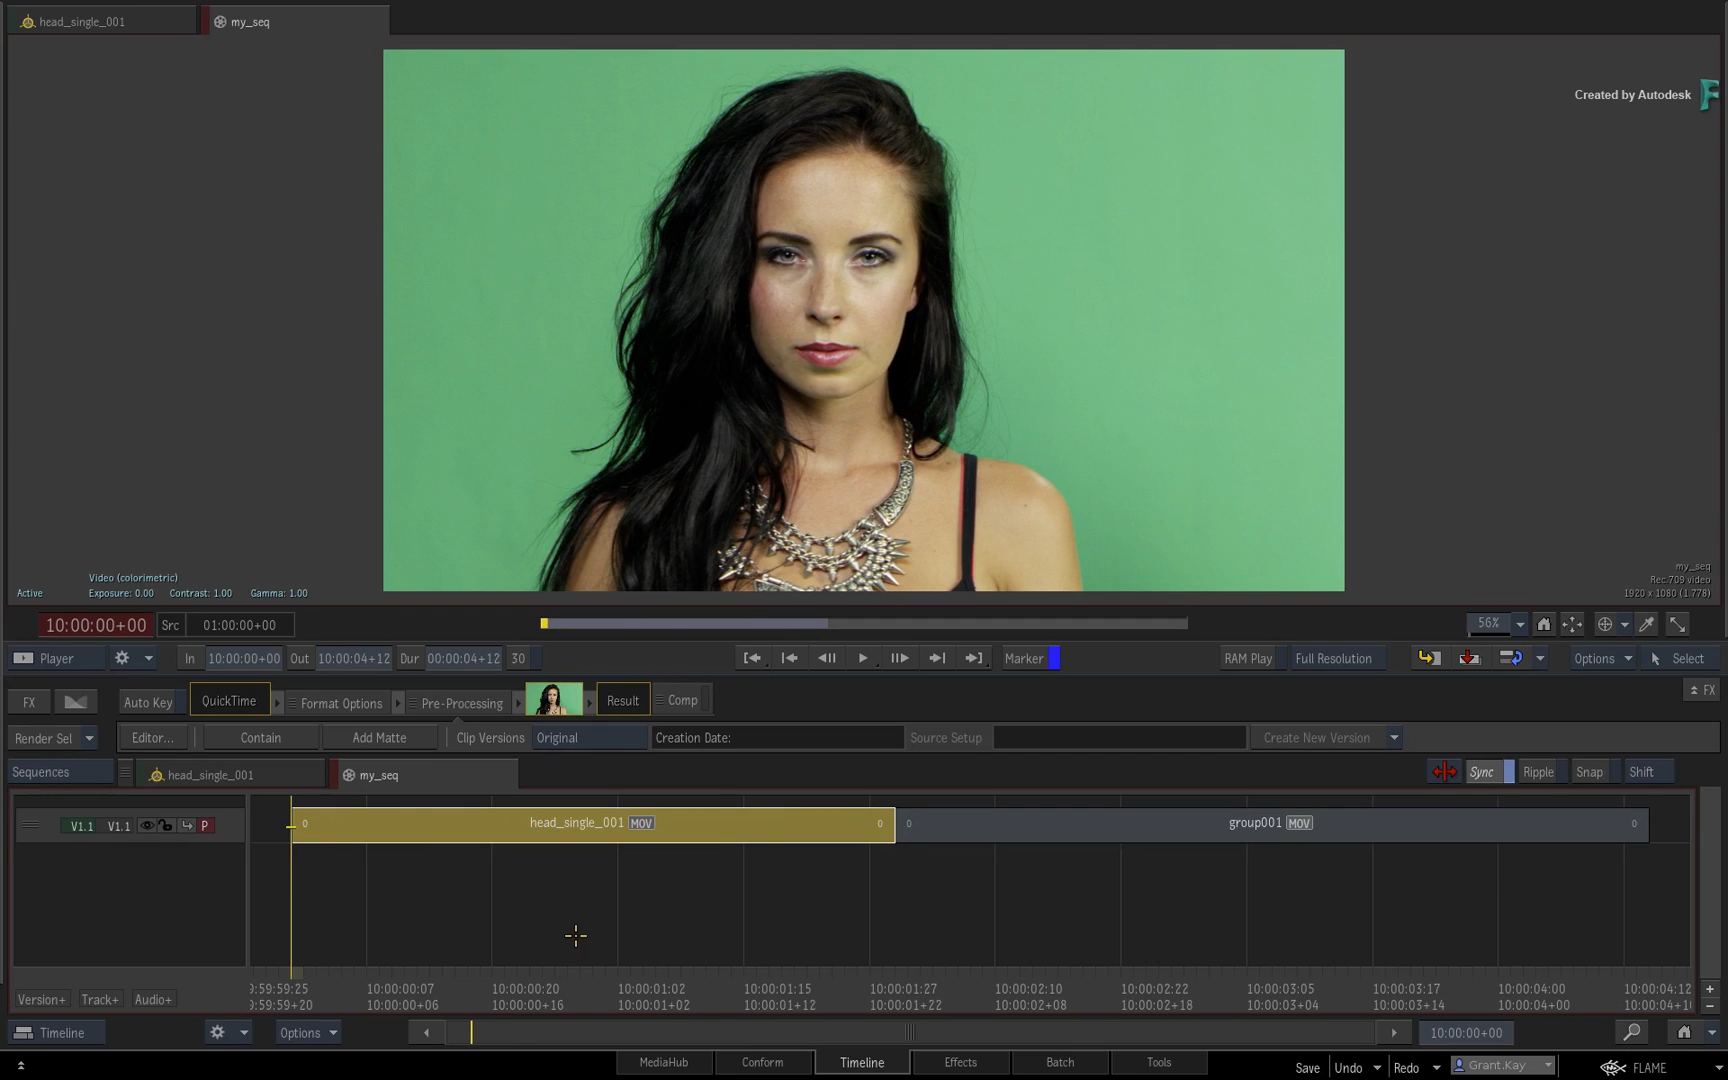 head_single_001 my_seq
Created by Autodesk
Video (colorimetric)
Active Exposure: 0.00 Contrast: 1.00 Gamma: 1.00
my_seq
Rec.709 video
1920 x 1080 (1.778)
10:00:00+00 Src 01:00:00+00 56%
Player In 10:00:00+00 Out 10:00:04+12 Dur 00:00:04+12 30 Marker RAM Play Full Resolution Options Select
FX Auto Key QuickTime Format Options Pre-Processing Result Comp FX
Render Sel Editor... Contain Add Matte Clip Versions Original Creation Date: Source Setup Create New Version
Sequences head_single_001 my_seq Sync Ripple Snap Shift
V1.1 V1.1 P 0 head_single_001 MOV 0 0 group001 MOV 0
9:59:59:25 10:00:00:07 10:00:00:20 10:00:01:02 10:00:01:15 10:00:01:27 10:00:02:10 10:00:02:22 10:00:03:05 10:00:03:17 10:00:04:00 10:00:04:12
Version+ Track+ Audio+ 9:59:59+20 10:00:00+06 10:00:00+16 10:00:01+02 10:00:01+12 10:00:01+22 10:00:02+08 10:00:02+18 10:00:03+04 10:00:03+14 10:00:04+00
Timeline Options 10:00:00+00
MediaHub Conform Timeline Effects Batch Tools Save Undo Redo Grant.Kay FLAME